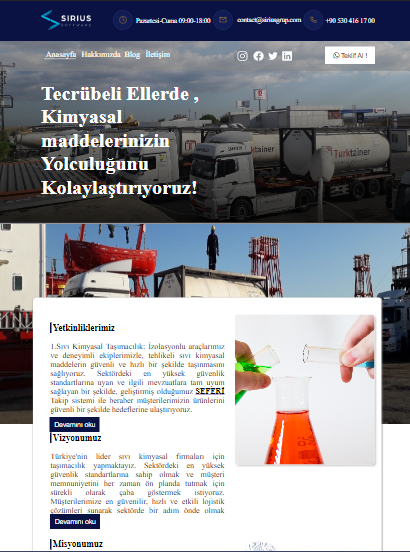 SIRIUS
SOFTWARE
Pazartesi-Cuma 09:00-18:00
contact@siriusgrup.com
+90 530 416 17 00
Anasayfa Hakkımızda Blog İletişim
Teklif Al !
Tecrübeli Ellerde ,
Kimyasal
maddelerinizin
Yolculuğunu
Kolaylaştırıyoruz!
Turktainer
Turktainer
Yetkinliklerimiz
1.Sıvı Kimyasal Taşımacılık: İzolasyonlu araçlarımız
ve deneyimli ekiplerimizle, tehlikeli sıvı kimyasal
maddelerin güvenli ve hızlı bir şekilde taşınmasını
sağlıyoruz. Sektördeki en yüksek güvenlik
standartlarına uyan ve ilgili mevzuatlara tam uyum
sağlayan bir şekilde, geliştirmiş olduğumuz SEFERİ
Takip sistemi ile beraber müşterilerimizin ürünlerini
güvenli bir şekilde hedeflerine ulaştırıyoruz.
Devamını oku
Vizyonumuz
Türkiye'nin lider sıvı kimyasal firmaları için
taşımacılık yapmaktayız. Sektördeki en yüksek
güvenlik standartlarına sahip olmak ve müşteri
memnuniyetini her zaman ön planda tutmak için
sürekli olarak çaba göstermek istiyoruz.
Müşterilerimize en güvenilir, hızlı ve etkili lojistik
çözümleri sunarak sektörde bir adım önde olmak
Devamını oku
Misyonumuz